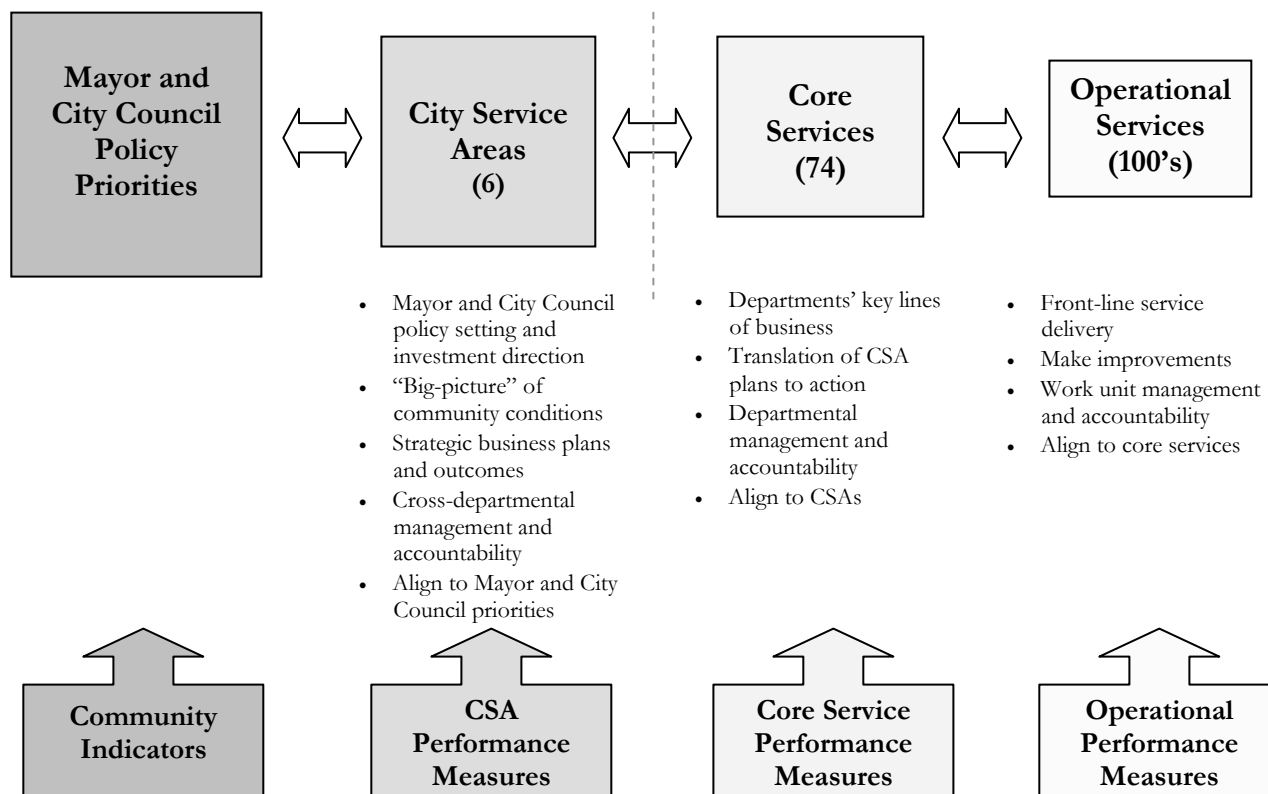 Mayor and
City Council
Policy
Priorities
City Service
Areas
(6)
Core
Services
(74)
Operational
Services
(100’s)
• Mayor and City Council
policy setting and
investment direction
• “Big-picture” of
community conditions
• Strategic business plans
and outcomes
• Cross-departmental
management and
accountability
• Align to Mayor and City
Council priorities
• Departments’ key lines
of business
• Translation of CSA
plans to action
• Departmental
management and
accountability
• Align to CSAs
• Front-line service
delivery
• Make improvements
• Work unit management
and accountability
• Align to core services
Community
Indicators
CSA
Performance
Measures
Core Service
Performance
Measures
Operational
Performance
Measures